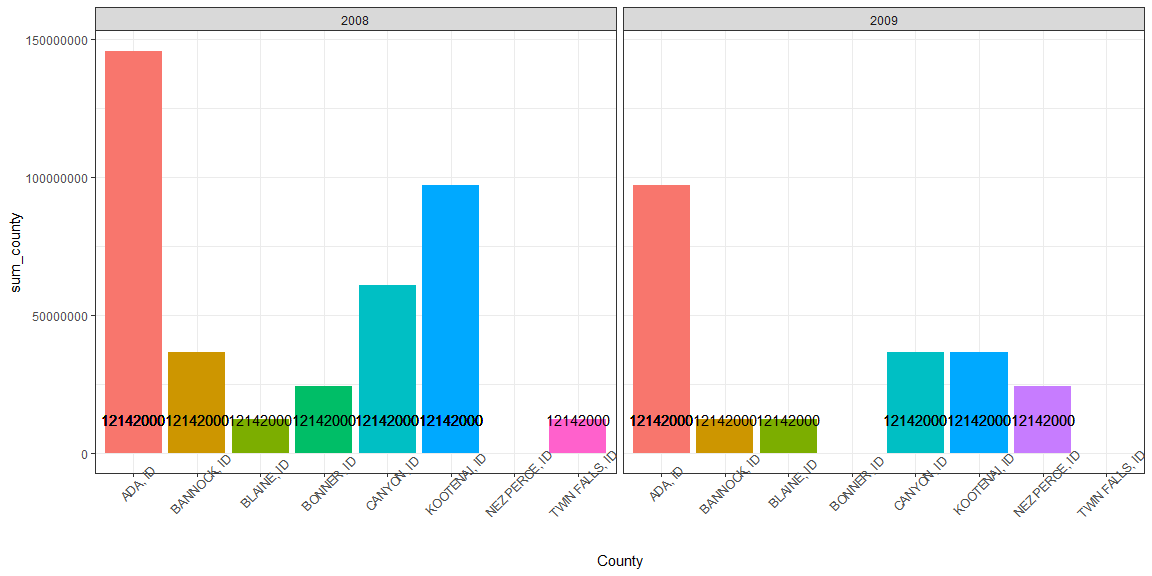 2008 2009
150000000
100000000
50000000
0
sum_county
12142000 12142000 12142000 12142000 12142000 12142000 12142000 12142000 12142000 12142000 12142000 12142000 12142000
ADA, ID BANNOCK, ID BLAINE, ID BONNER, ID CANYON, ID KOOTENAI, ID NEZ PERCE, ID TWIN FALLS, ID ADA, ID BANNOCK, ID BLAINE, ID BONNER, ID CANYON, ID KOOTENAI, ID NEZ PERCE, ID TWIN FALLS, ID
County